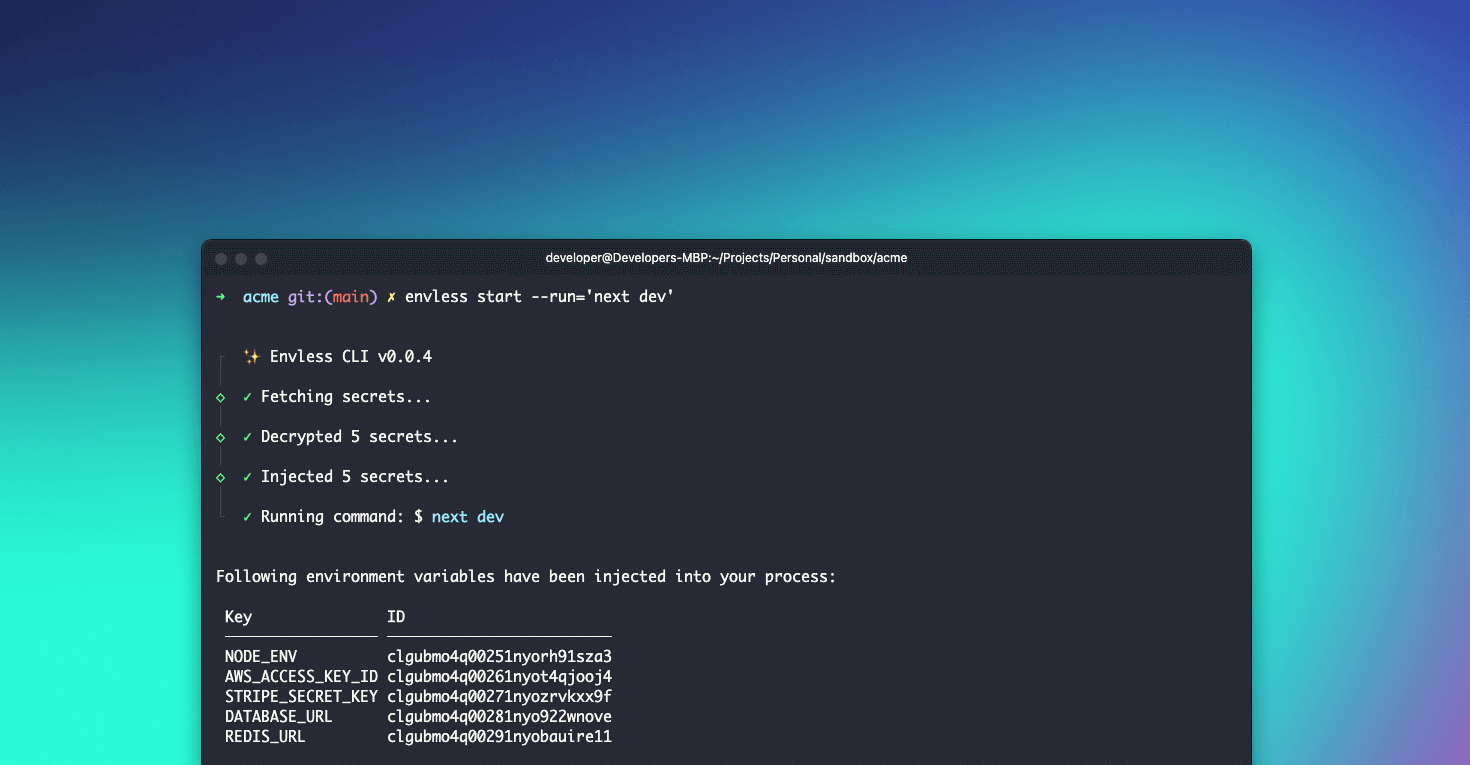 developer@Developers-MBP:~/Projects/Personal/sandbox/acme
➜ acme git:(main) ✗ envless start --run='next dev'
✨ Envless CLI v0.0.4
◇ ✓ Fetching secrets...
◇ ✓ Decrypted 5 secrets...
◇ ✓ Injected 5 secrets...
✓ Running command: $ next dev
Following environment variables have been injected into your process:
Key ID
NODE_ENV clgubmo4q00251nyorh91sza3
AWS_ACCESS_KEY_ID clgubmo4q00261nyot4qjooj4
STRIPE_SECRET_KEY clgubmo4q00271nyozrvkxx9f
DATABASE_URL clgubmo4q00281nyo922wnove
REDIS_URL clgubmo4q00291nyobauire11